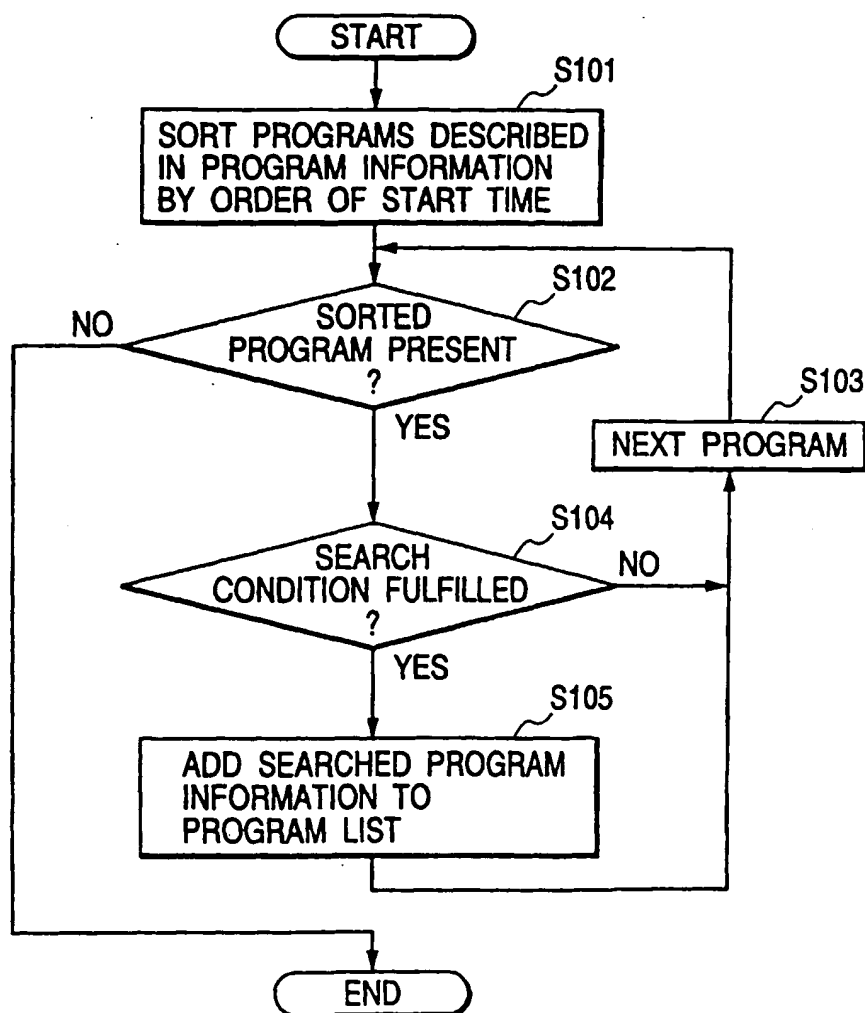 START
S101
SORT PROGRAMS DESCRIBED
IN PROGRAM INFORMATION
BY ORDER OF START TIME
S102
NO
SORTED
PROGRAM PRESENT
?
YES
S103
NEXT PROGRAM
S104
SEARCH
CONDITION FULFILLED
?
NO
YES
S105
ADD SEARCHED PROGRAM
INFORMATION TO
PROGRAM LIST
END